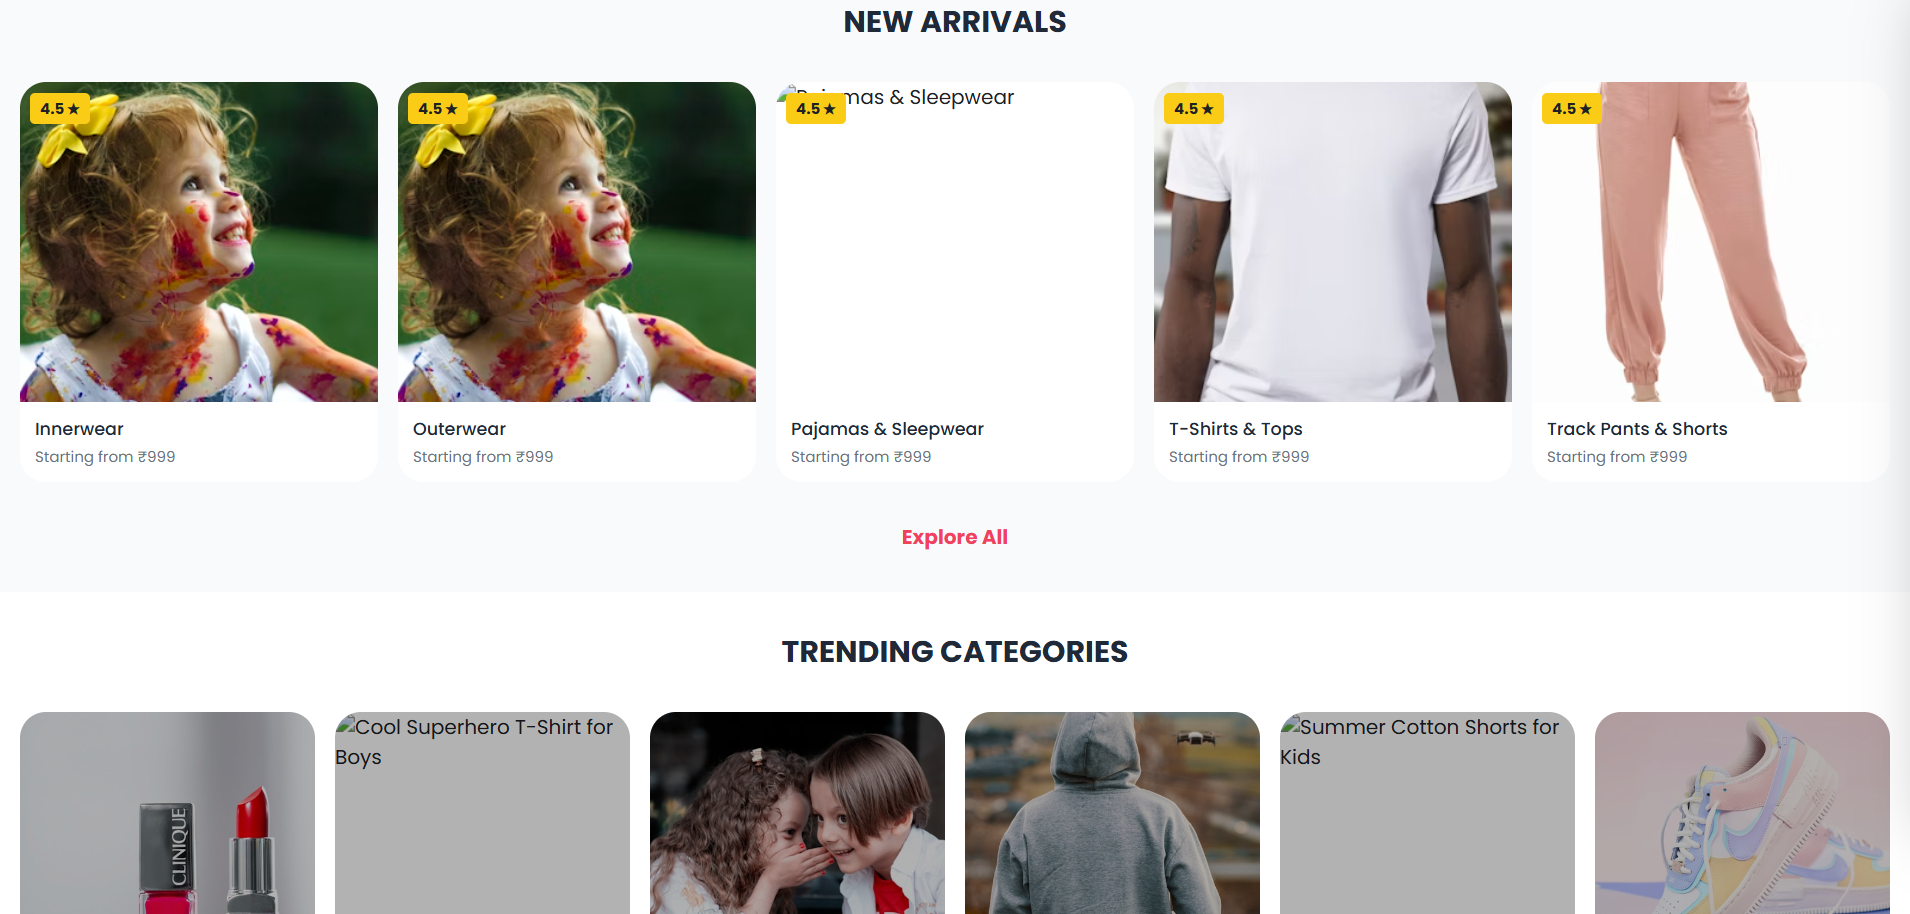 NEW ARRIVALS
4.5 ★
4.5 ★
4.5 ★
mas & Sleepwear
4.5 ★
4.5 ★
Innerwear
Starting from ₹999
Outerwear
Starting from ₹999
Pajamas & Sleepwear
Starting from ₹999
T-Shirts & Tops
Starting from ₹999
Track Pants & Shorts
Starting from ₹999
Explore All
TRENDING CATEGORIES
CLINIQUE
Cool Superhero T-Shirt for
Boys
Summer Cotton Shorts for
Kids